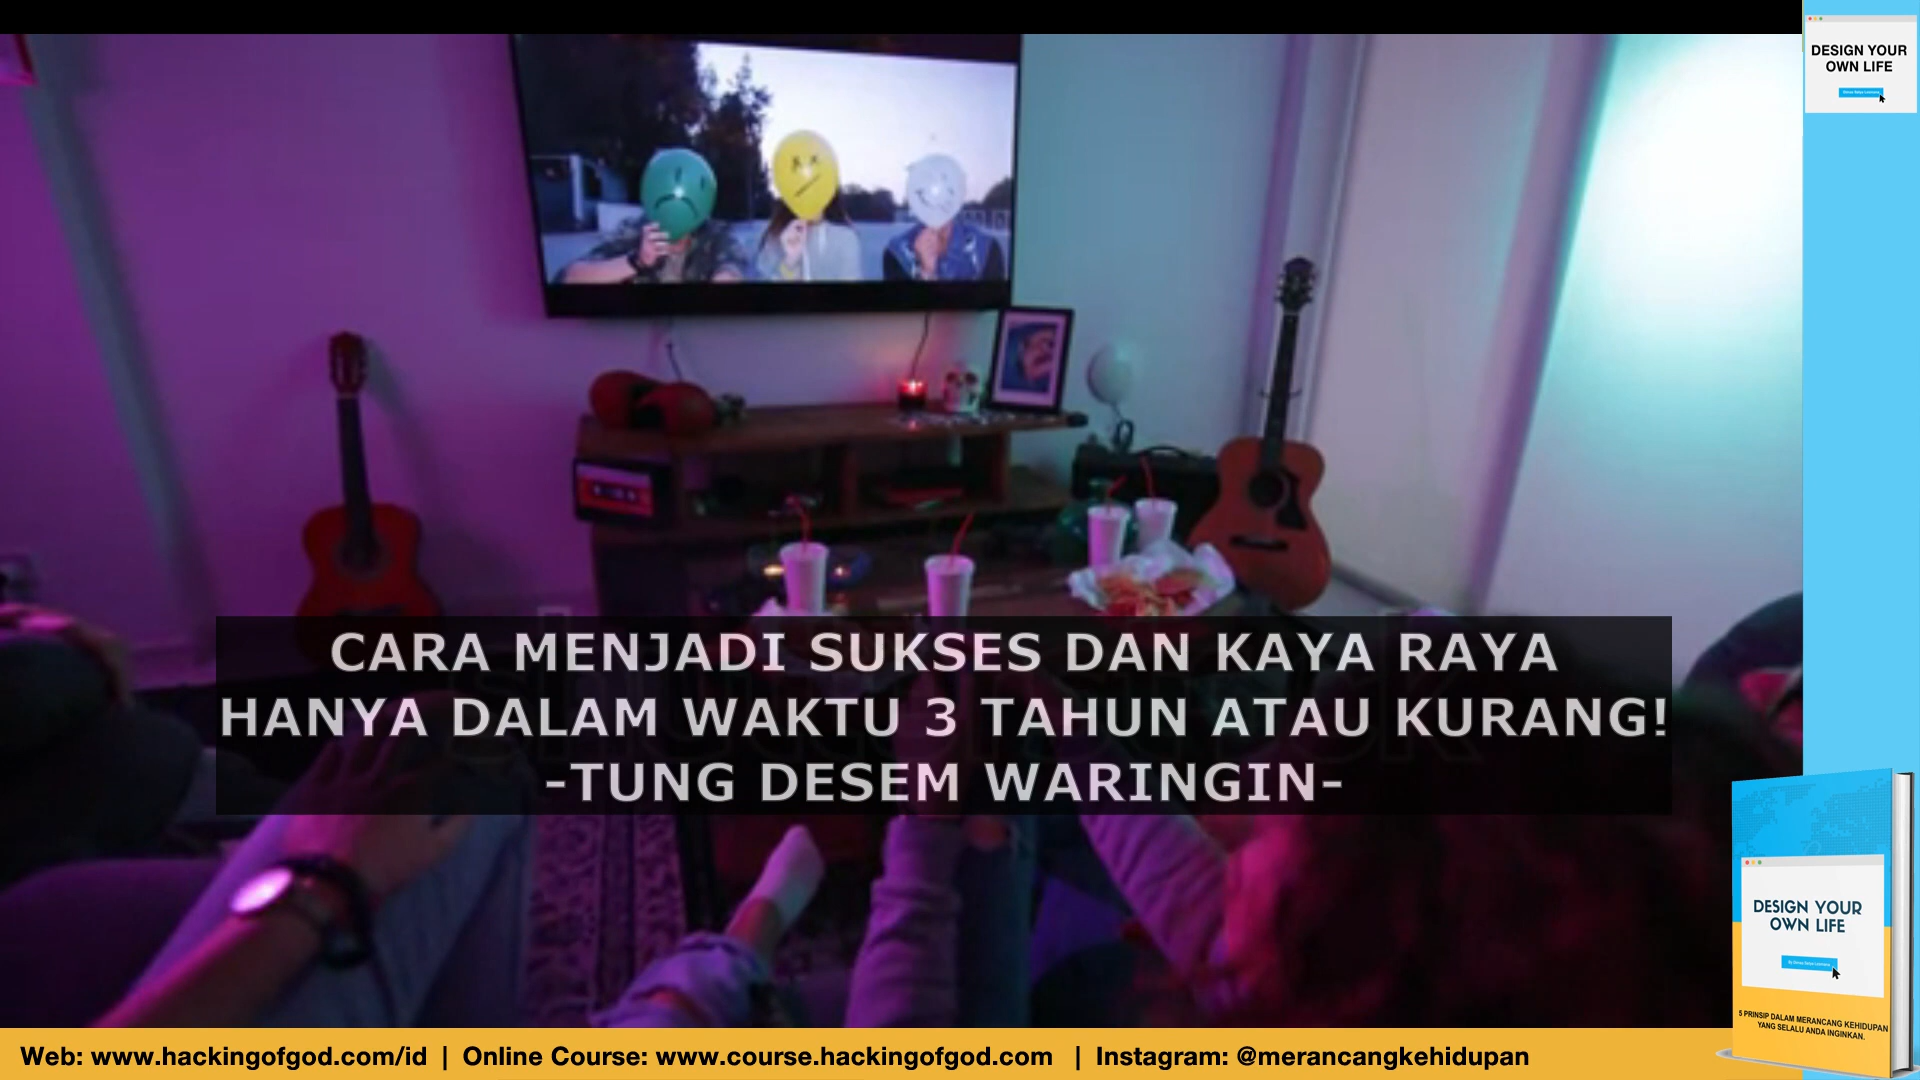 DESIGN YOUR
OWN LIFE
CARA MENJADI SUKSES DAN KAYA RAYA
HANYA DALAM WAKTU 3 TAHUN ATAU KURANG!
-TUNG DESEM WARINGIN-
DESIGN YOUR
OWN LIFE
5 PRINSIP DALAM MERANCANG KEHIDUPAN
YANG SELALU ANDA INGINKAN.
Web: www.hackingofgod.com/id | Online Course: www.course.hackingofgod.com | Instagram: @merancangkehidupan